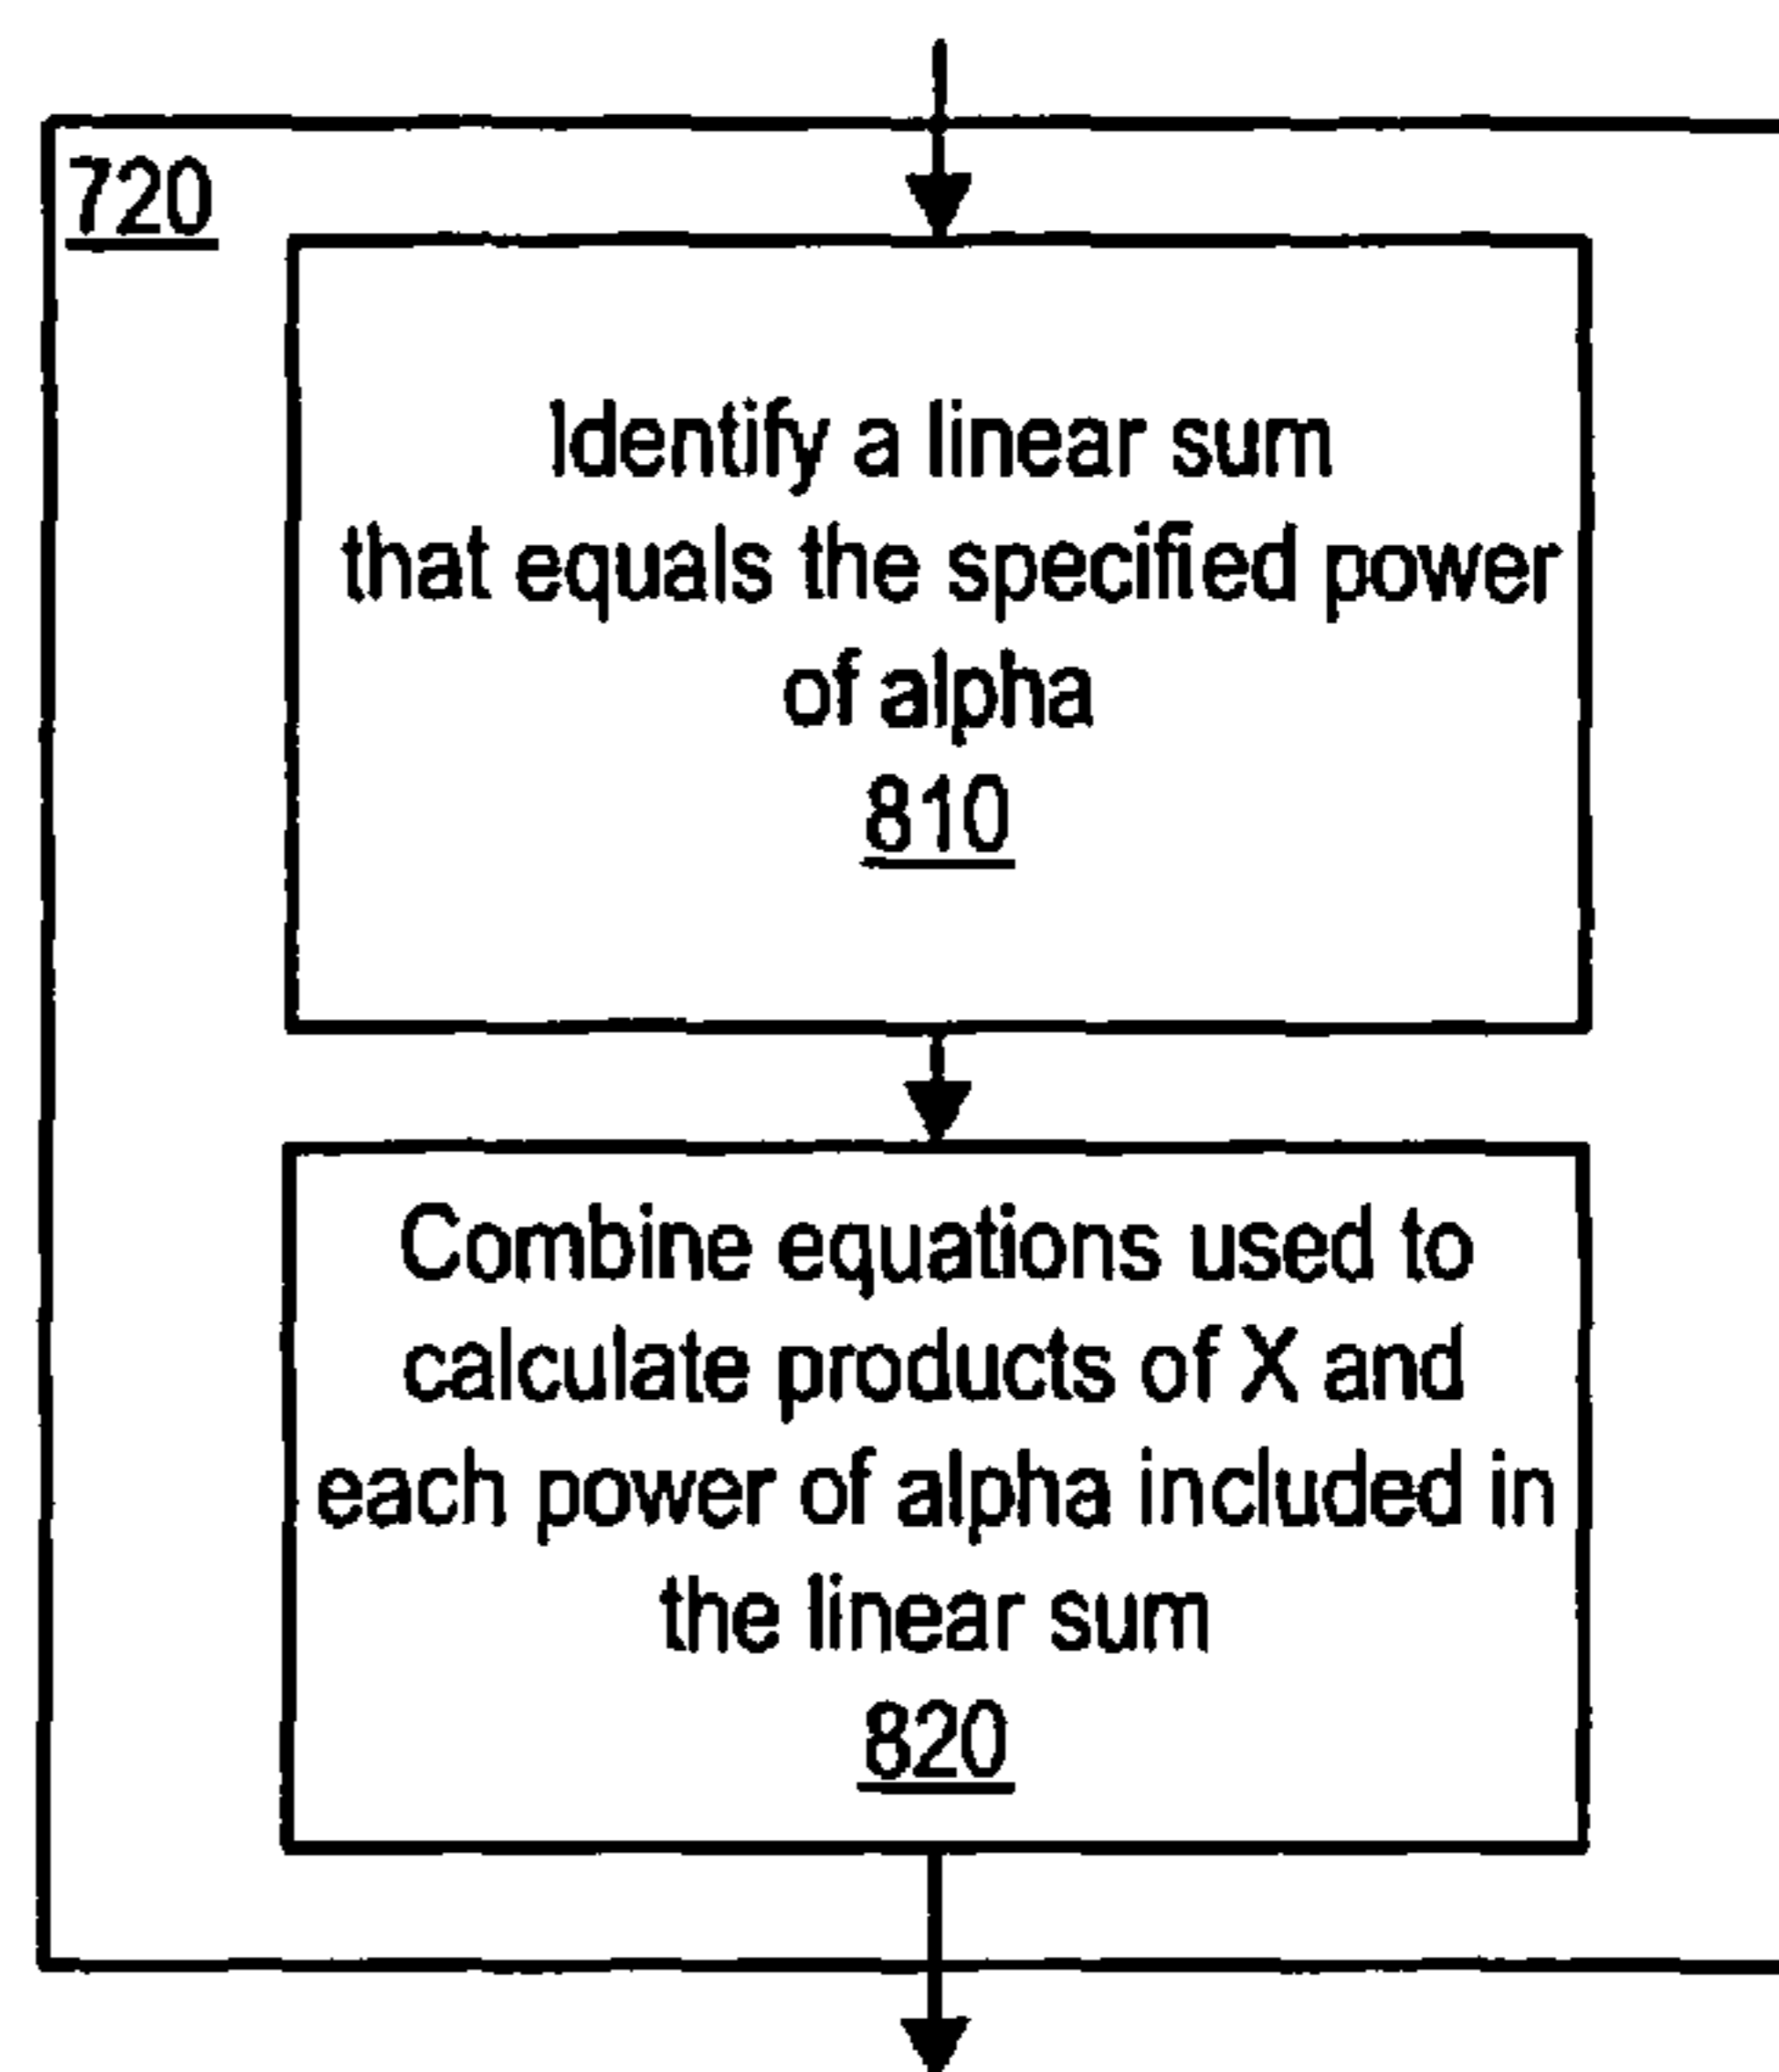 720
Identify a linear sum
that equals the specified power
of alpha
810
Combine equations used to
calculate products of X and
each power of alpha included in
the linear sum
820